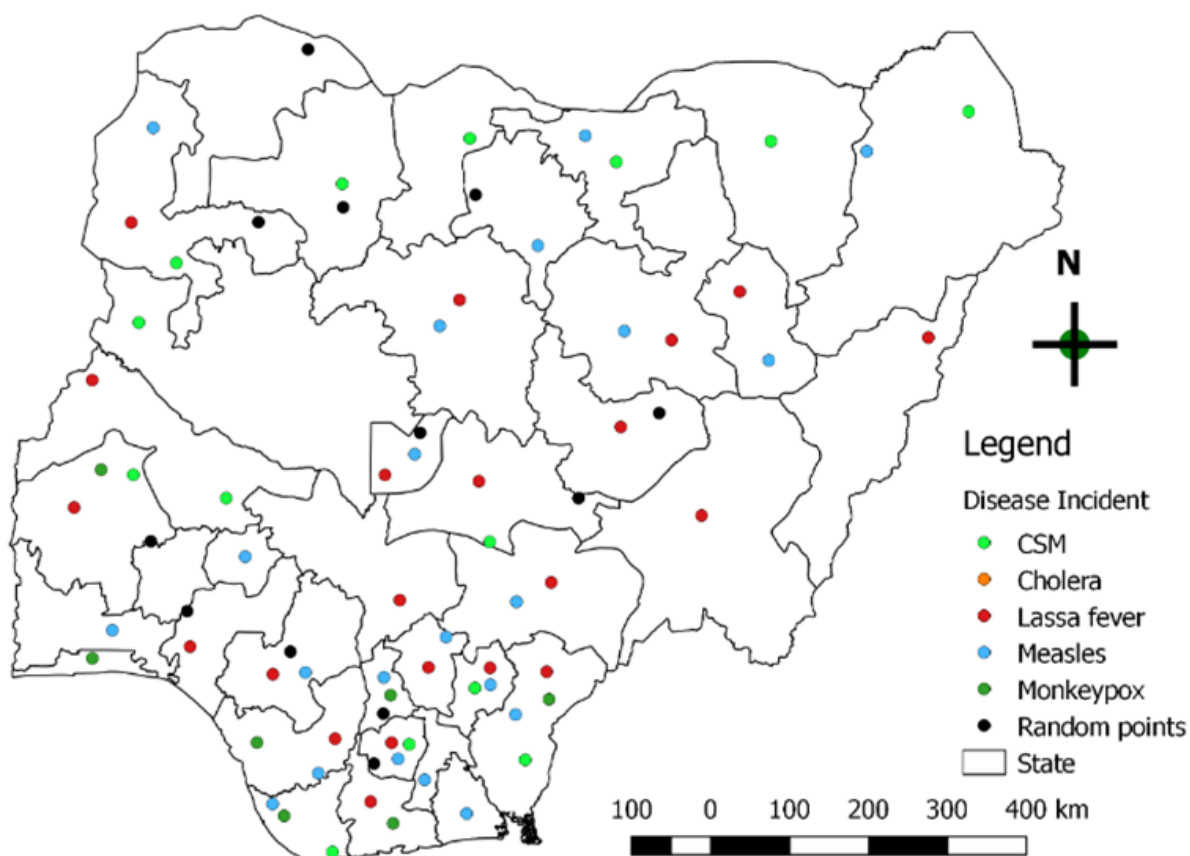 N
Legend
Disease Incident
CSM
Cholera
Lassa fever
Measles
Monkeypox
Random points
State
100 0 100 200 300 400 km